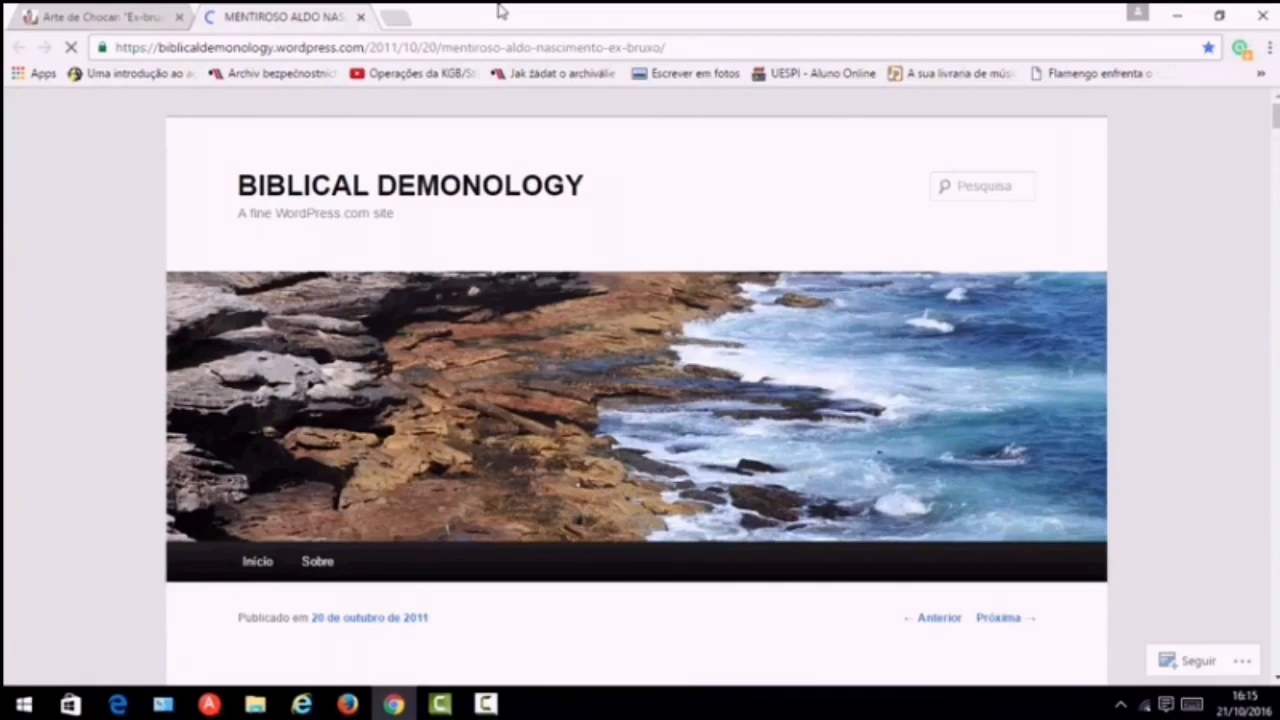 Arte de Chocar: "Ex-bru
MENTIROSO ALDO NAS
https://biblicaldemonology.wordpress.com/2011/10/20/mentiroso-aldo-nascimento-ex-bruxo/
Apps
Uma introdução ao
Archiv bezpečnostníc
Operações da KGB/S
Jak žádat o archiválie
Escrever em fotos
UESPI - Aluno Online
A sua livraria de mús
Flamengo enfrenta o
»
BIBLICAL DEMONOLOGY
Pesquisa
A fine WordPress.com site
Início Sobre
Publicado em 20 de outubro de 2011
← Anterior Próxima →
Seguir
16:15
21/10/2016